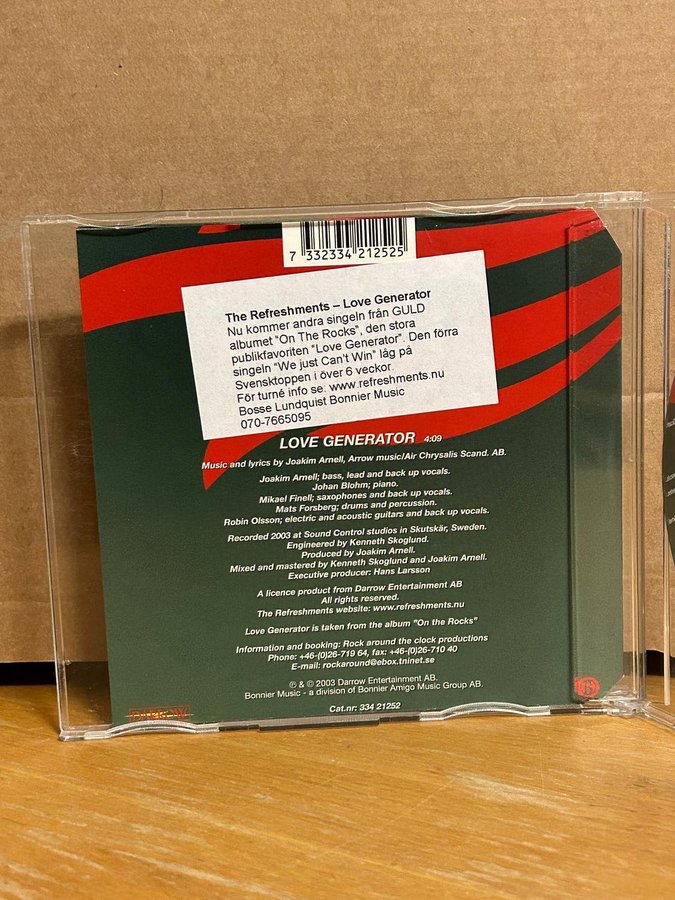 7 332334 212525
The Refreshments – Love Generator
Nu kommer andra singeln från GULD
albumet "On The Rocks", den stora
publikfavoriten "Love Generator". Den förra
singeln "We just Can't Win" låg på
Svensktoppen i över 6 veckor.
För turné info se: www.refreshments.nu
Bosse Lundquist Bonnier Music
070-7665095
LOVE GENERATOR 4:09
Music and lyrics by Joakim Arnell, Arrow music/Air Chrysalis Scand. AB.
Joakim Arnell; bass, lead and back up vocals.
Johan Blohm; piano.
Mikael Finell; saxophones and back up vocals.
Mats Forsberg; drums and percussion.
Robin Olsson; electric and acoustic guitars and back up vocals.
Recorded 2003 at Sound Control studios in Skutskär, Sweden.
Engineered by Kenneth Skoglund.
Produced by Joakim Arnell.
Mixed and mastered by Kenneth Skoglund and Joakim Arnell.
Executive producer: Hans Larsson
A licence product from Darrow Entertainment AB
All rights reserved.
The Refreshments website: www.refreshments.nu
Love Generator is taken from the album "On the Rocks"
Information and booking: Rock around the clock productions
Phone: +46-(0)26-719 64, fax: +46-(0)26-710 40
E-mail: rockaround@ebox.tninet.se
℗ & © 2003 Darrow Entertainment AB.
Bonnier Music - a division of Bonnier Amigo Music Group AB.
DARROW
Cat.nr: 334 21252